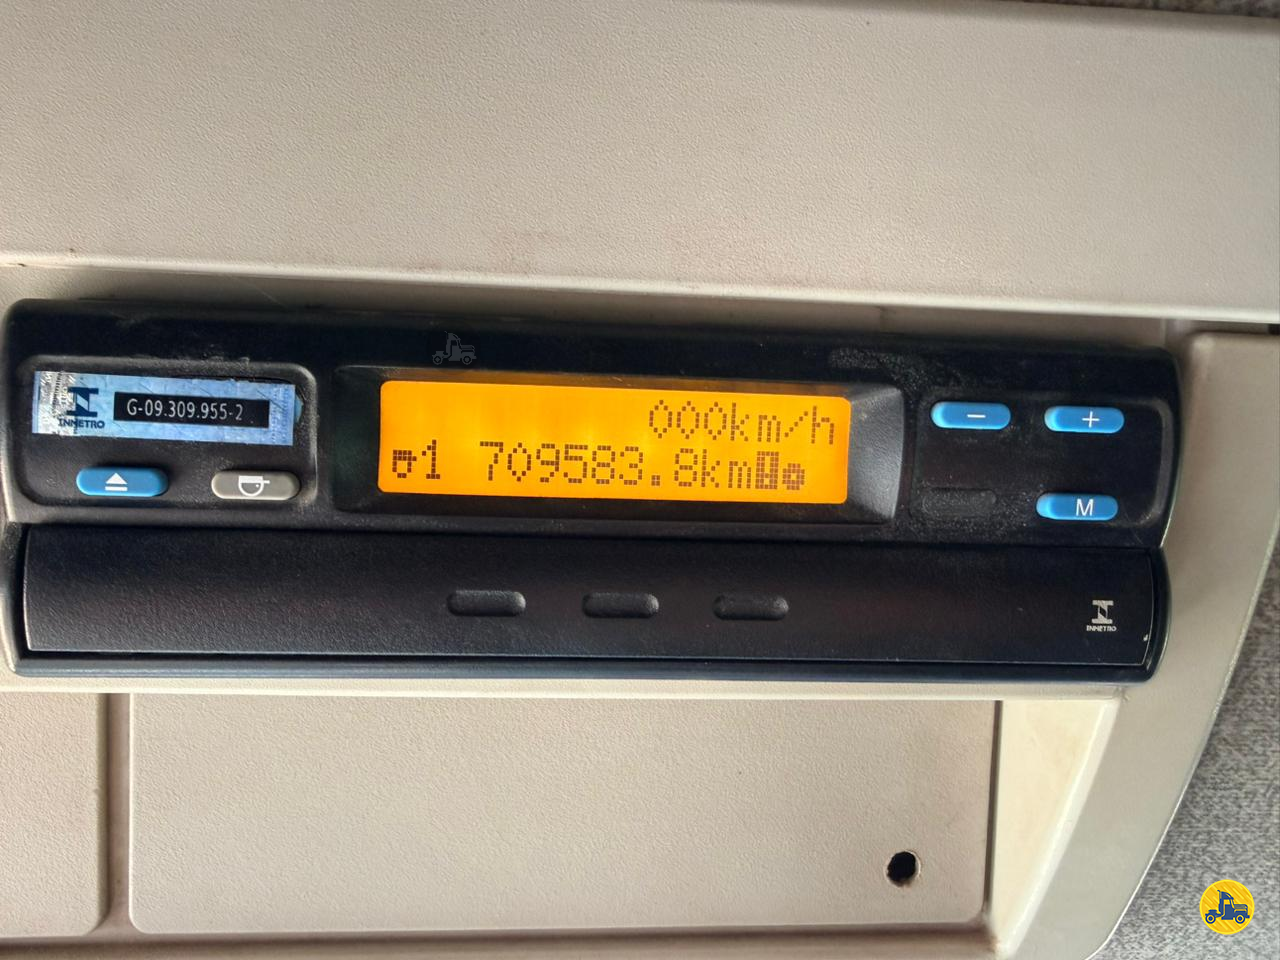 INMETRO
G-09.309.955-2
000km/h
1 709583.8km
- +
M
INMETRO